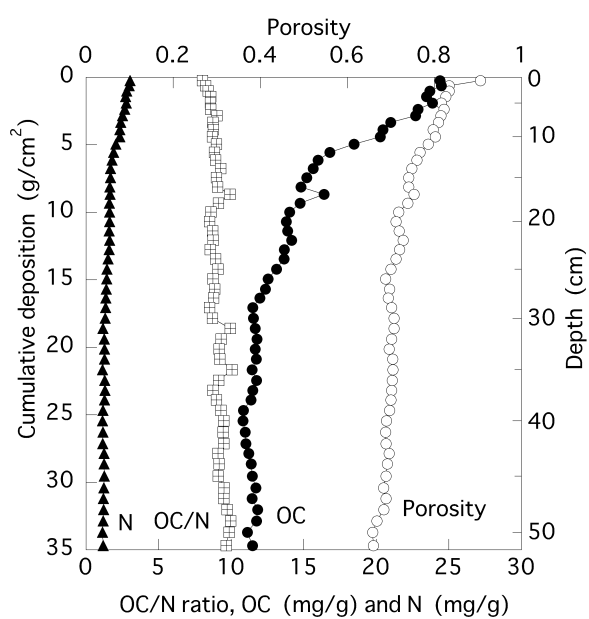 Porosity
0 0.2 0.4 0.6 0.8 1
0 5 10 15 20 25 30 35
Cumulative deposition (g/cm²)
0 10 20 30 40 50
Depth (cm)
N OC/N OC Porosity
0 5 10 15 20 25 30
OC/N ratio, OC (mg/g) and N (mg/g)